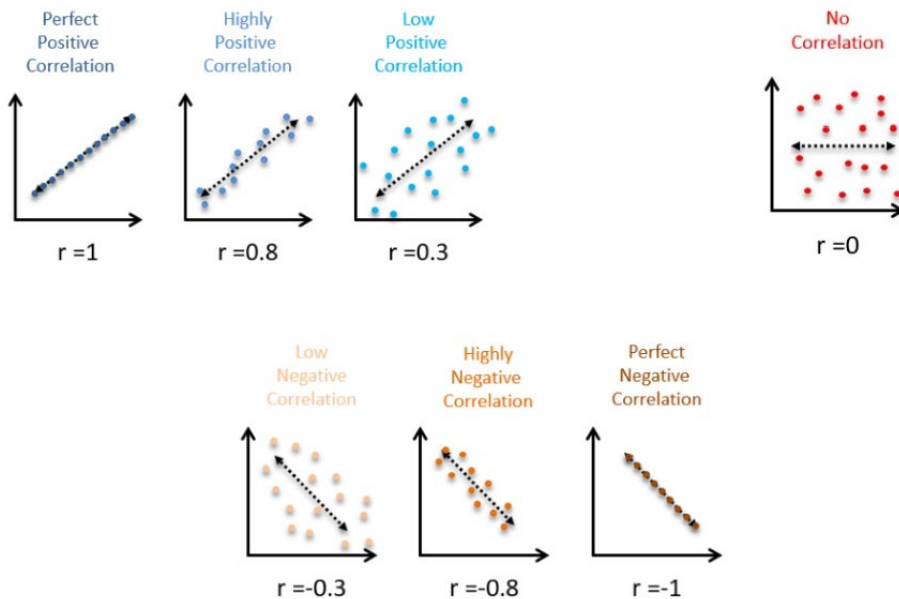 Perfect
Positive
Correlation
Highly
Positive
Correlation
Low
Positive
Correlation
No
Correlation
r =1
r =0.8
r =0.3
r =0
Low
Negative
Correlation
Highly
Negative
Correlation
Perfect
Negative
Correlation
r =-0.3
r =-0.8
r =-1